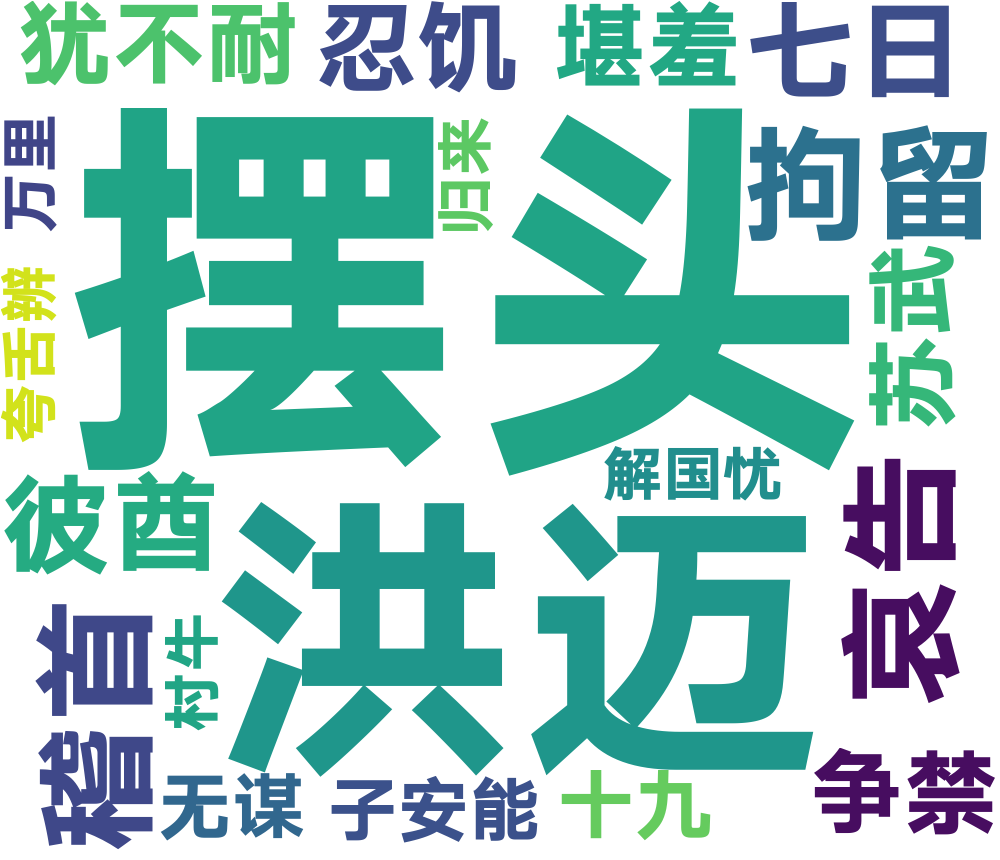 犹不耐
忍饥
堪羞
七日
万里
摆头
归来
拘留
夸舌辨
苏武
解国忧
彼酋
洪迈
哀告
稽首
村牛
无谋
子安能
十九
争禁